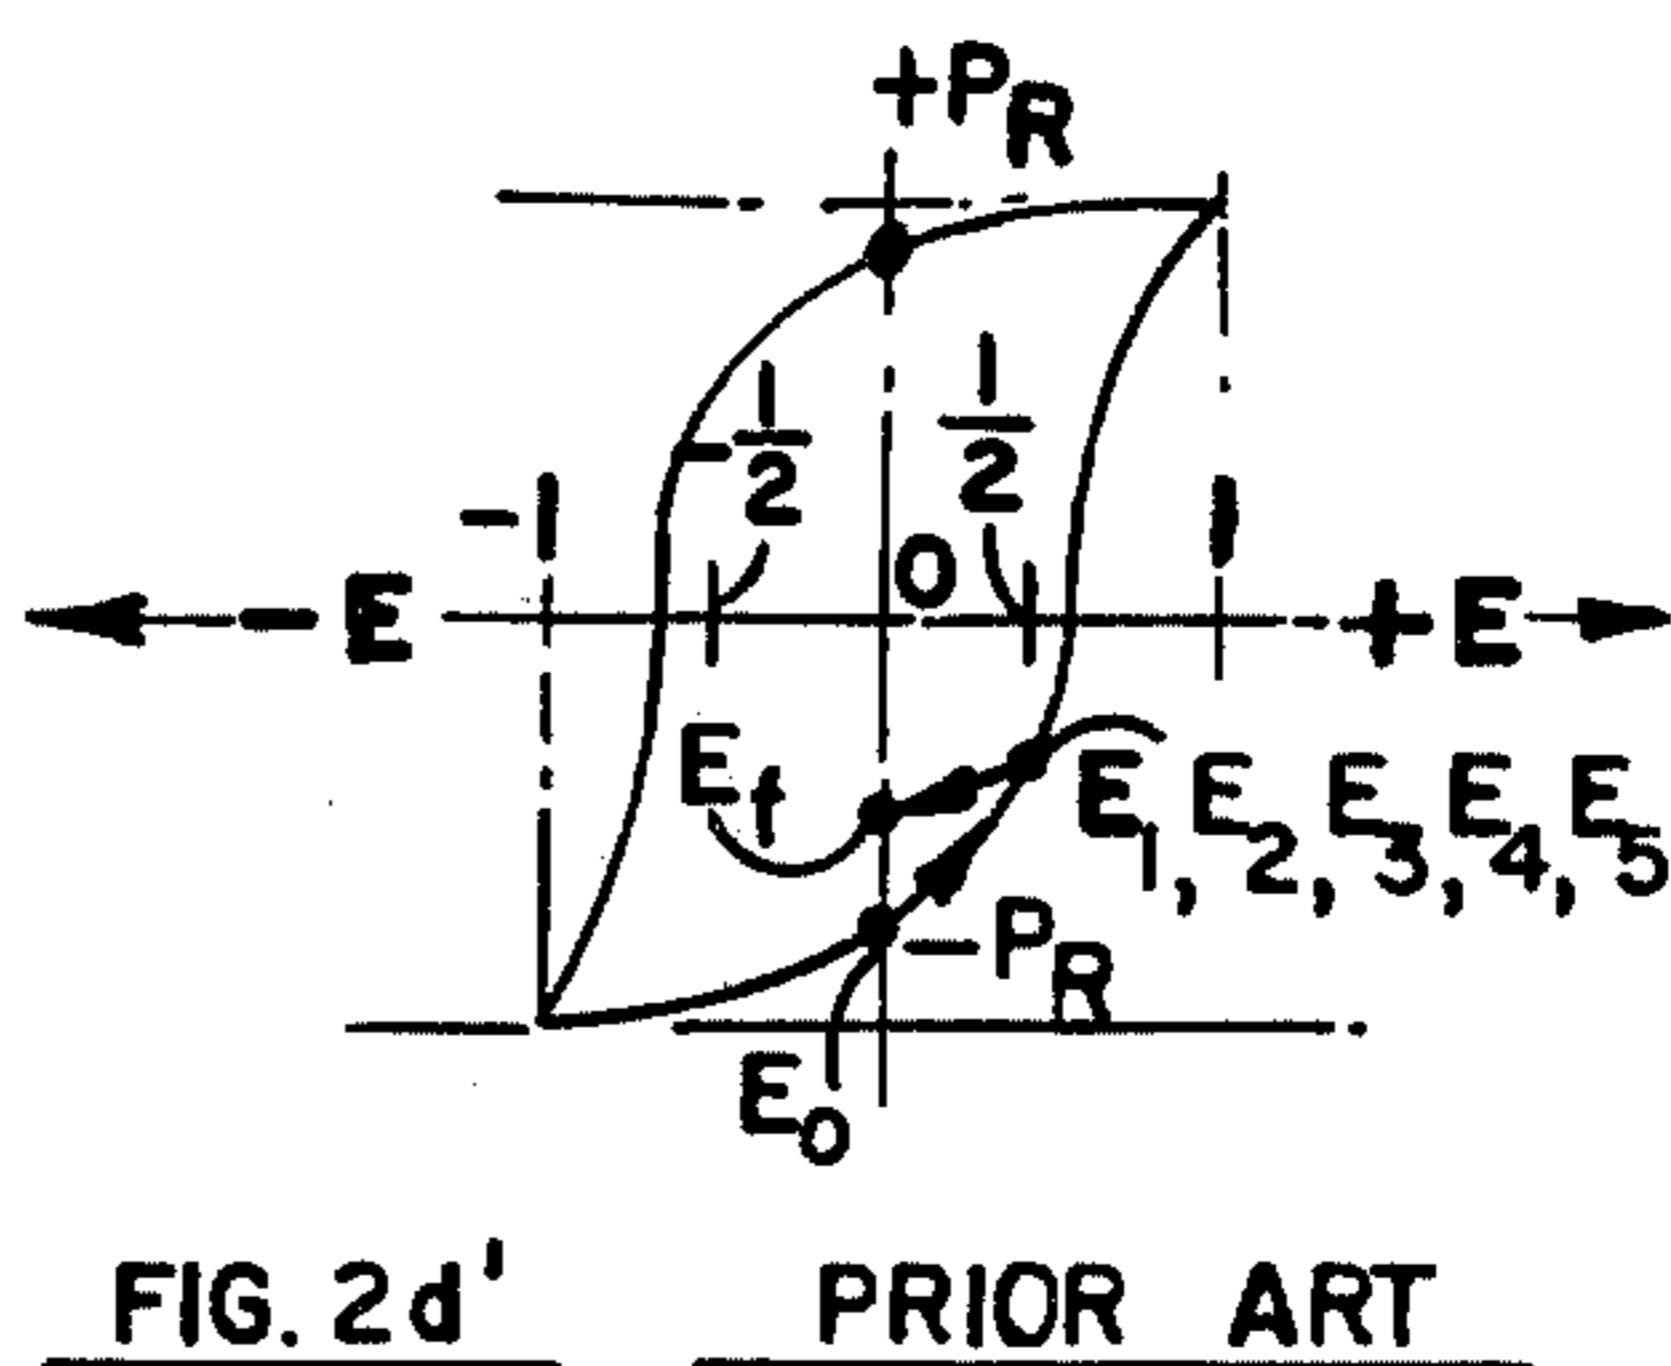 +PR
-1/2 1/2
-1 0 1
-E +E
Ef E1, E2, E3, E4, E5
-PR
E0
FIG. 2d' PRIOR ART